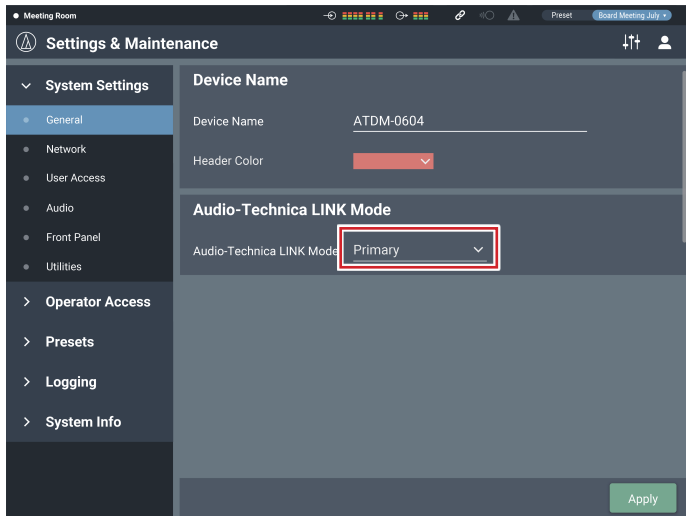 Meeting Room
Preset
Board Meeting July
Settings & Maintenance
System Settings
General
Network
User Access
Audio
Front Panel
Utilities
Operator Access
Presets
Logging
System Info
Device Name
Device Name ATDM-0604
Header Color
Audio-Technica LINK Mode
Audio-Technica LINK Mode Primary
Apply